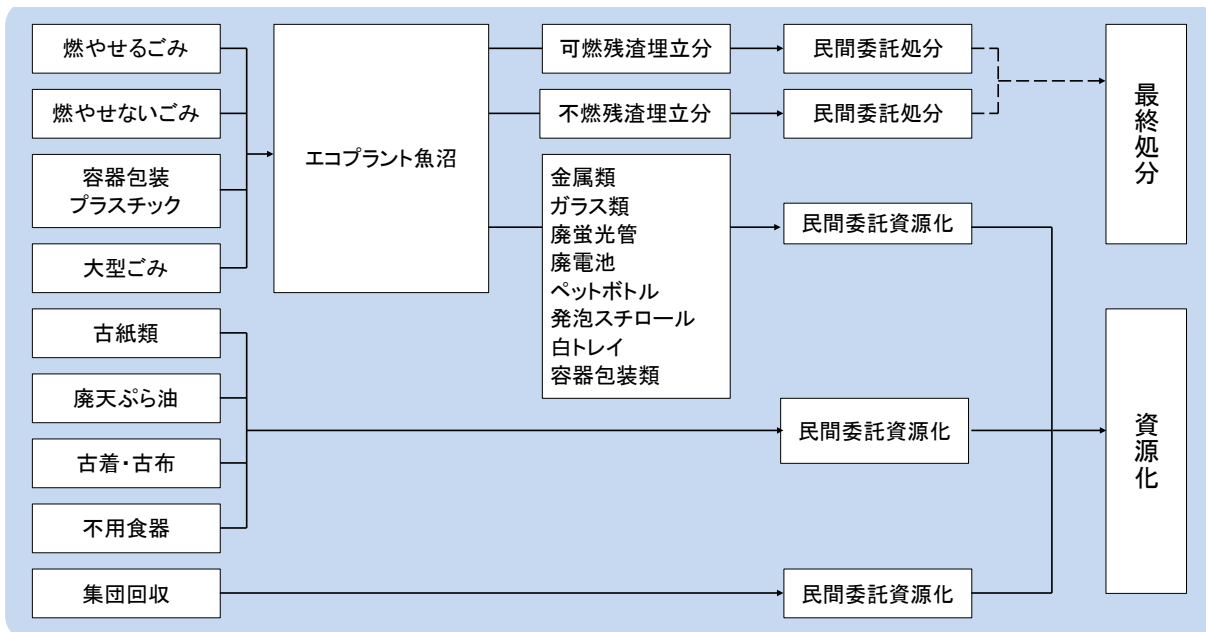 燃やせるごみ
燃やせないごみ
容器包装
プラスチック
大型ごみ
古紙類
廃天ぷら油
古着・古布
不用食器
集団回収
エコプラント魚沼
可燃残渣埋立分
不燃残渣埋立分
金属類
ガラス類
廃蛍光管
廃電池
ペットボトル
発泡スチロール
白トレイ
容器包装類
民間委託処分
民間委託処分
民間委託資源化
民間委託資源化
民間委託資源化
最終処分
資源化